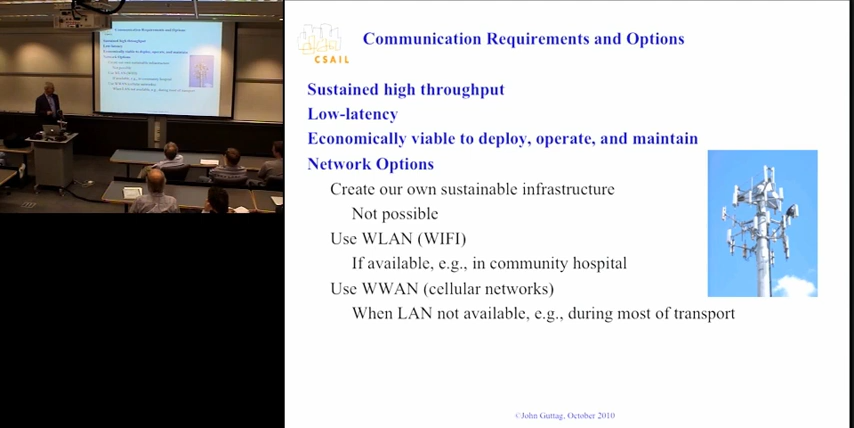 CSAIL
Communication Requirements and Options
Sustained high throughput
Low-latency
Economically viable to deploy, operate, and maintain
Network Options
Create our own sustainable infrastructure
Not possible
Use WLAN (WIFI)
If available, e.g., in community hospital
Use WWAN (cellular networks)
When LAN not available, e.g., during most of transport
©John Guttag, October 2010